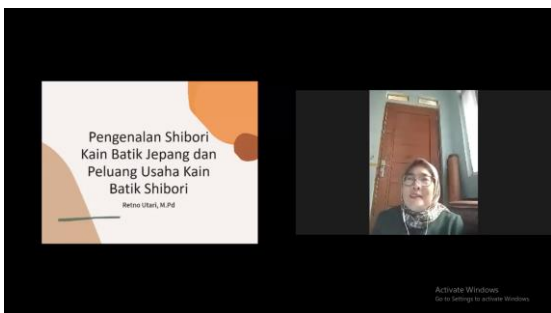 Pengenalan Shibori
Kain Batik Jepang dan
Peluang Usaha Kain
Batik Shibori
Retno Utari, M.Pd
Activate Windows
Go to Settings to activate Windows.